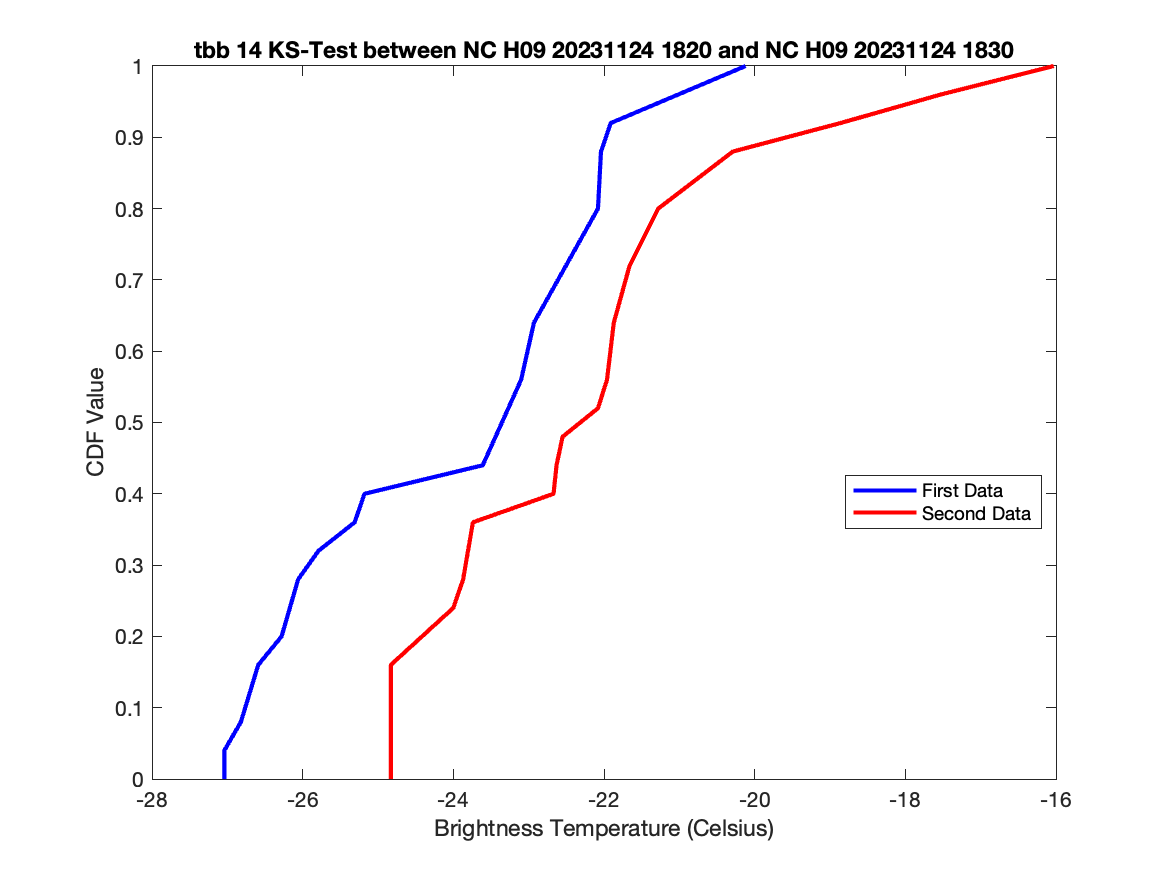 tbb 14 KS-Test between NC H09 20231124 1820 and NC H09 20231124 1830
1
0.9
0.8
0.7
0.6
0.5
0.4
0.3
0.2
0.1
0
CDF Value
First Data
Second Data
-28 -26 -24 -22 -20 -18 -16
Brightness Temperature (Celsius)